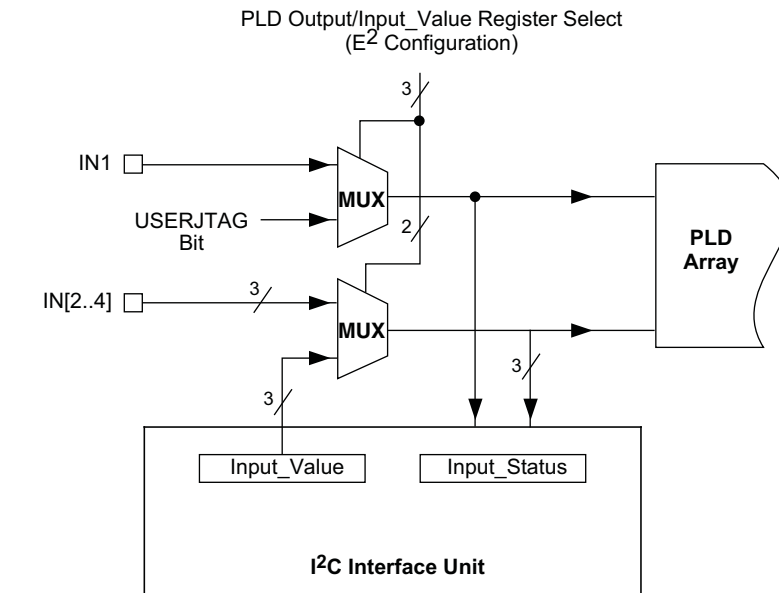 PLD Output/Input_Value Register Select
(E2 Configuration)
3
IN1
MUX
USERJTAG
Bit
2
PLD
Array
IN[2..4]
3
MUX
3
3
Input_Value
Input_Status
I2C Interface Unit